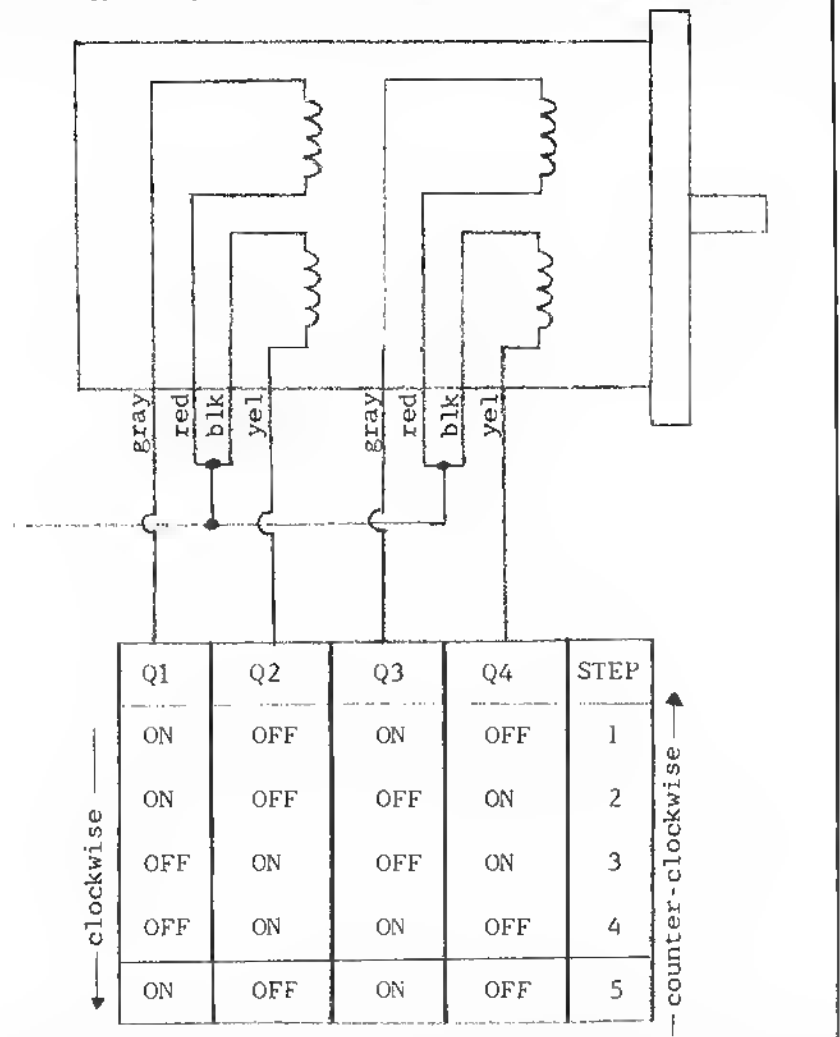 gray red blk yel gray red blk yel
Q1 Q2 Q3 Q4 STEP
ON OFF ON OFF 1
ON OFF OFF ON 2
OFF ON OFF ON 3
OFF ON ON OFF 4
ON OFF ON OFF 5
clockwise
counter-clockwise